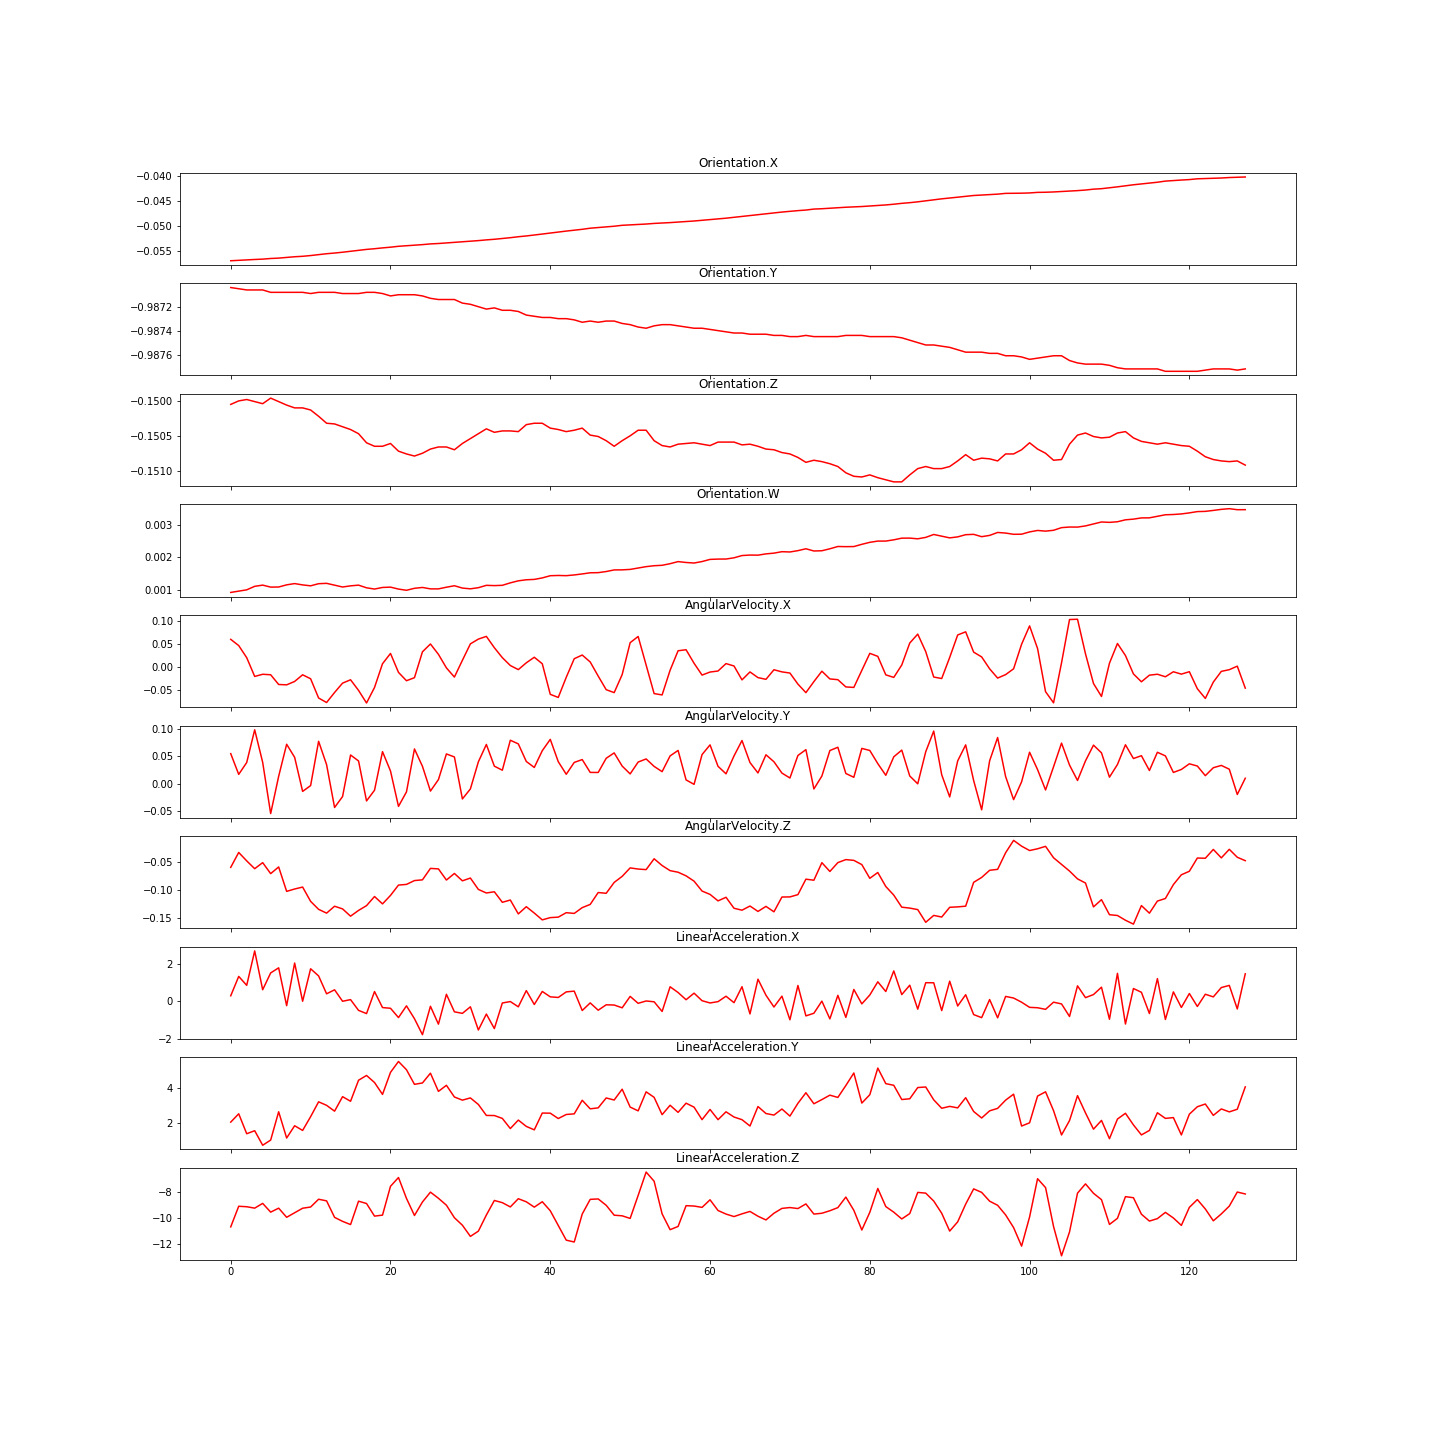 Orientation.X
−0.040
−0.045
−0.050
−0.055
Orientation.Y
−0.9872
−0.9874
−0.9876
Orientation.Z
−0.1500
−0.1505
−0.1510
Orientation.W
0.003
0.002
0.001
AngularVelocity.X
0.10
0.05
0.00
−0.05
AngularVelocity.Y
0.10
0.05
0.00
−0.05
AngularVelocity.Z
−0.05
−0.10
−0.15
LinearAcceleration.X
2
0
−2
LinearAcceleration.Y
4
2
LinearAcceleration.Z
−8
−10
−12
0 20 40 60 80 100 120